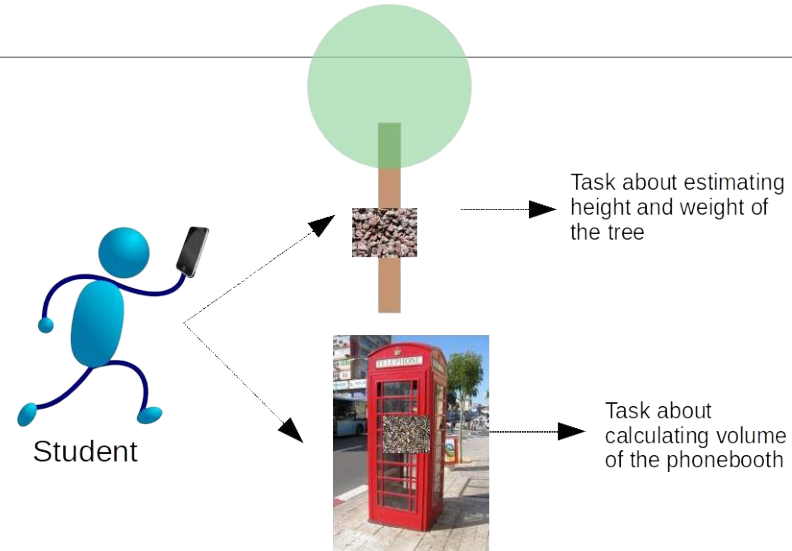 Task about estimating
height and weight of
the tree
TELEPHONE
Task about
calculating volume
of the phonebooth
Student